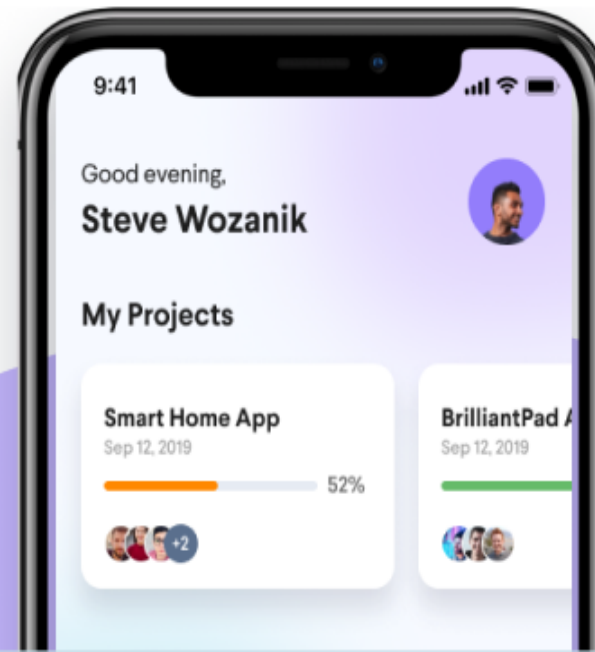 9:41
Good evening,
Steve Wozanik
My Projects
Smart Home App
Sep 12, 2019
52%
+2
BrilliantPad
Sep 12, 2019